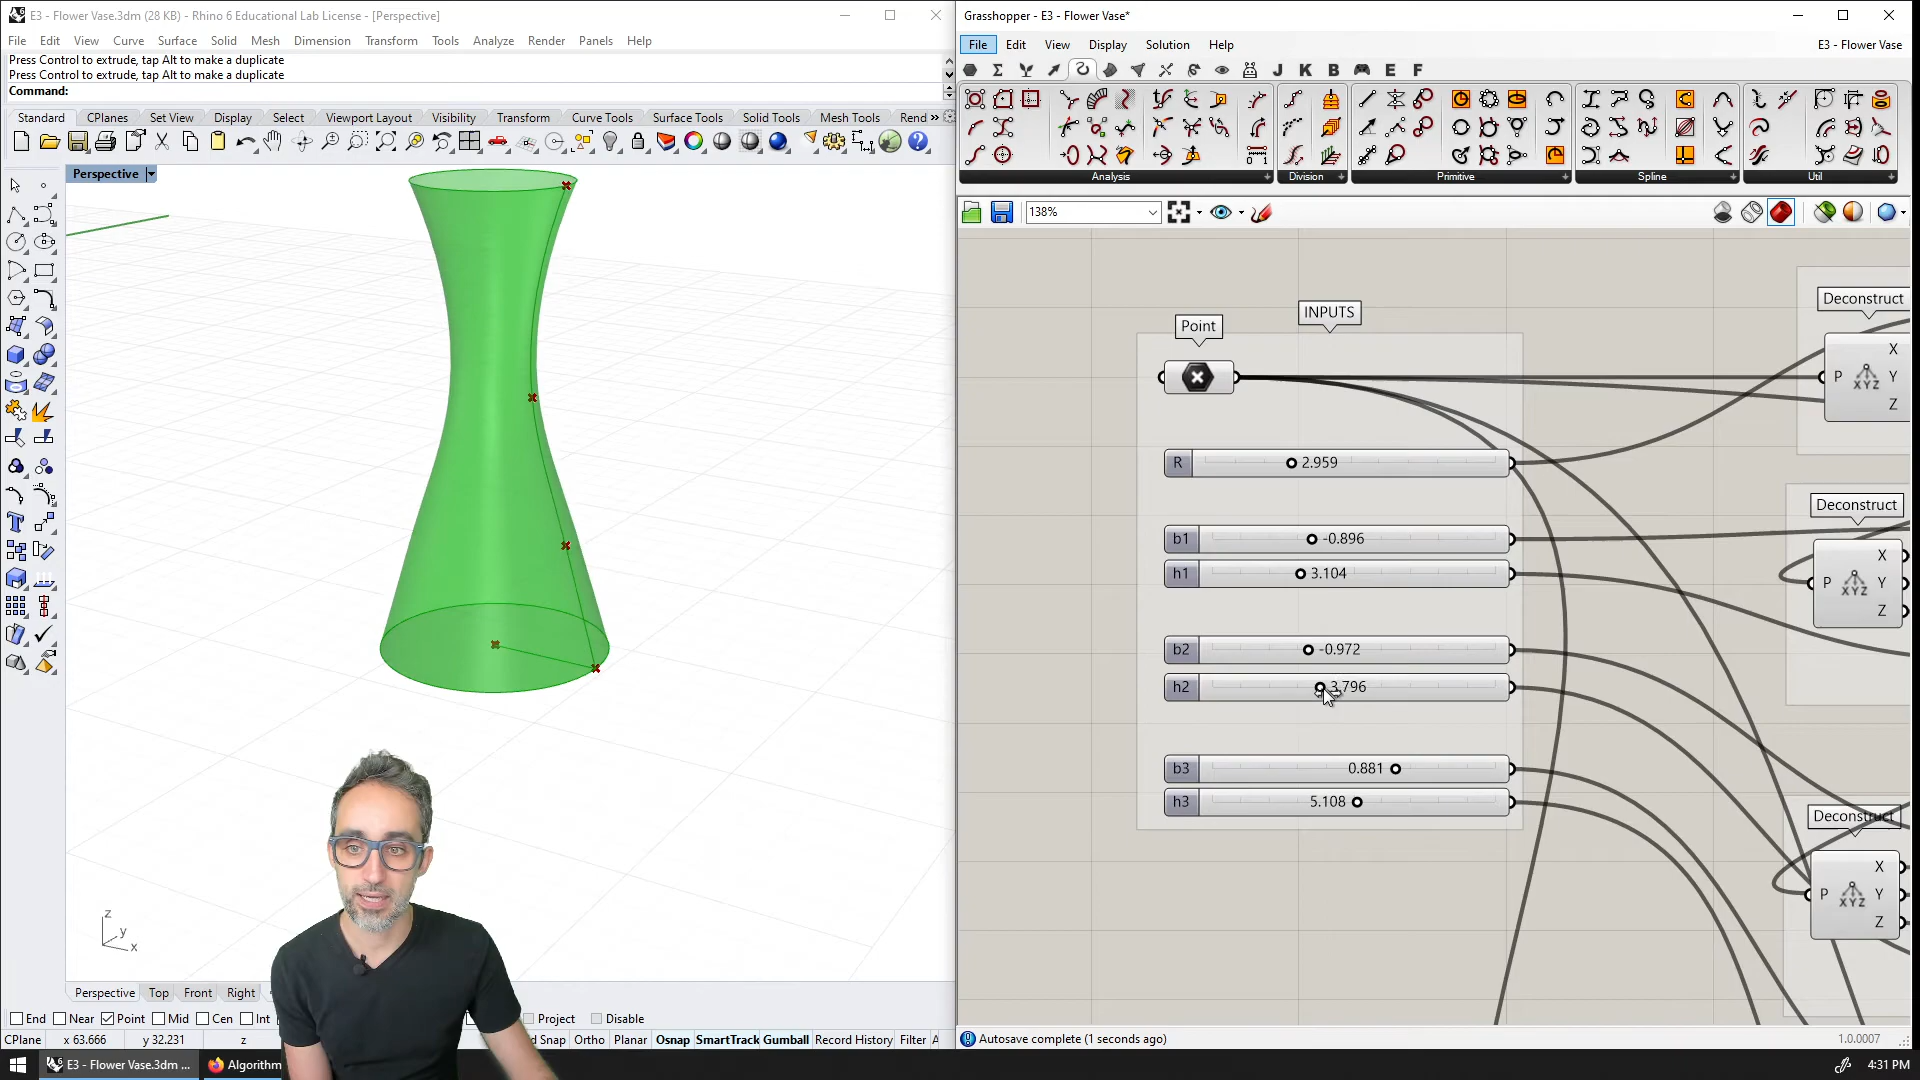 E3 - Flower Vase.3dm (28 KB) - Rhino 6 Educational Lab License - [Perspective]
File Edit View Curve Surface Solid Mesh Dimension Transform Tools Analyze Render Panels Help
Press Control to extrude, tap Alt to make a duplicate
Press Control to extrude, tap Alt to make a duplicate
Command:
Standard CPlanes Set View Display Select Viewport Layout Visibility Transform Curve Tools Surface Tools Solid Tools Mesh Tools Rend
Perspective
z
y
x
Perspective Top Front Right
End Near Point Mid Cen Int Project Disable
CPlane x 63.666 y 32.231 z d Snap Ortho Planar Osnap SmartTrack Gumball Record History Filter A
Grasshopper - E3 - Flower Vase*
File Edit View Display Solution Help E3 - Flower Vase
J K B E F
Analysis Division Primitive Spline Util
138%
Point
INPUTS
R 2.959
b1 -0.896
h1 3.104
b2 -0.972
h2 3.796
b3 0.881
h3 5.108
Deconstruct
P XYZ X Y Z
Deconstruct
P XYZ X Y Z
Deconstruct
P XYZ X Y Z
Autosave complete (1 seconds ago) 1.0.0007
E3 - Flower Vase.3dm ... Algorithm 4:31 PM